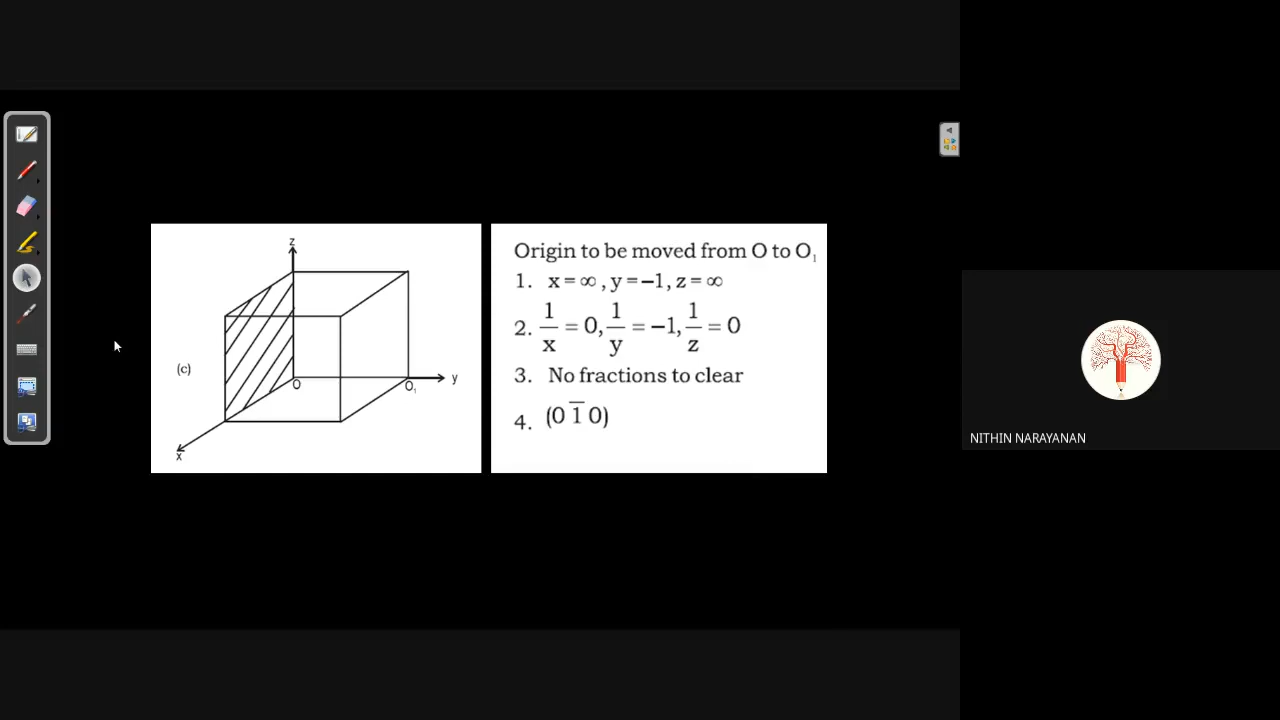 z
(c)
O
O₁
y
x
Origin to be moved from O to O₁
1. x = ∞, y = −1, z = ∞
2. 1/x = 0, 1/y = −1, 1/z = 0
3. No fractions to clear
4. (0 1̅ 0)
NITHIN NARAYANAN